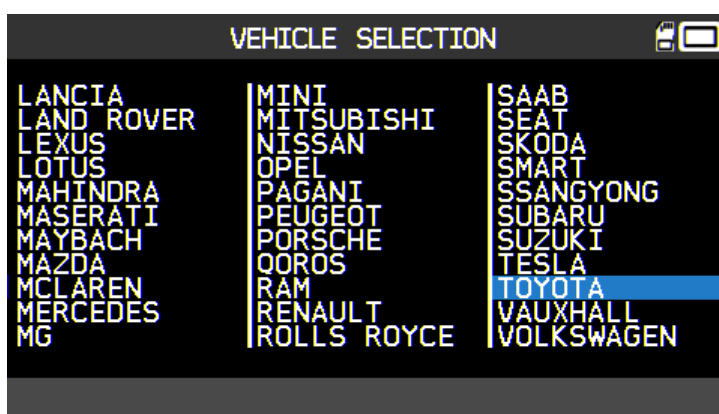 VEHICLE SELECTION
LANCIA
LAND ROVER
LEXUS
LOTUS
MAHINDRA
MASERATI
MAYBACH
MAZDA
MCLAREN
MERCEDES
MG
MINI
MITSUBISHI
NISSAN
OPEL
PAGANI
PEUGEOT
PORSCHE
QOROS
RAM
RENAULT
ROLLS ROYCE
SAAB
SEAT
SKODA
SMART
SSANGYONG
SUBARU
SUZUKI
TESLA
TOYOTA
VAUXHALL
VOLKSWAGEN